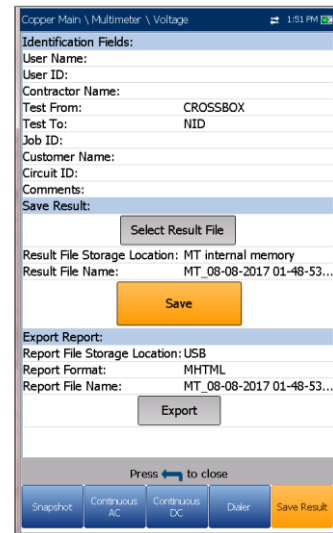 Copper Main \ Multimeter \ Voltage 1:51 PM
Identification Fields:
User Name:
User ID:
Contractor Name:
Test From: CROSSBOX
Test To: NID
Job ID:
Customer Name:
Circuit ID:
Comments:
Save Result:
Select Result File
Result File Storage Location: MT internal memory
Result File Name: MT_08-08-2017 01-48-53...
Save
Export Report:
Report File Storage Location: USB
Report Format: MHTML
Report File Name: MT_08-08-2017 01-48-53...
Export
Press to close
Snapshot Continuous AC Continuous DC Dialer Save Result